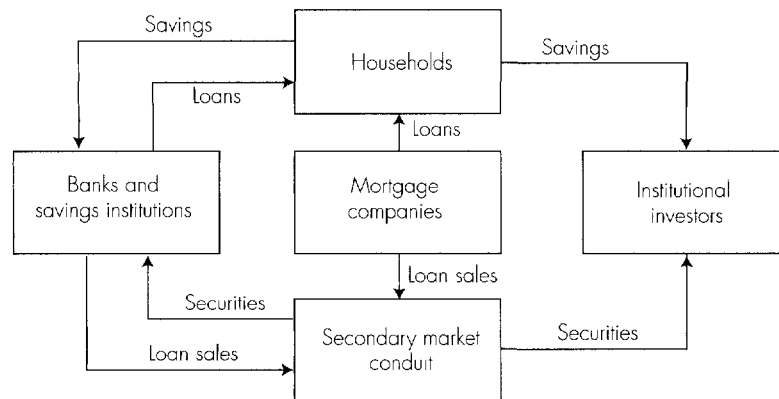 Savings
Households
Savings
Loans
Loans
Banks and
savings institutions
Mortgage
companies
Institutional
investors
Loan sales
Securities
Secondary market
conduit
Securities
Loan sales